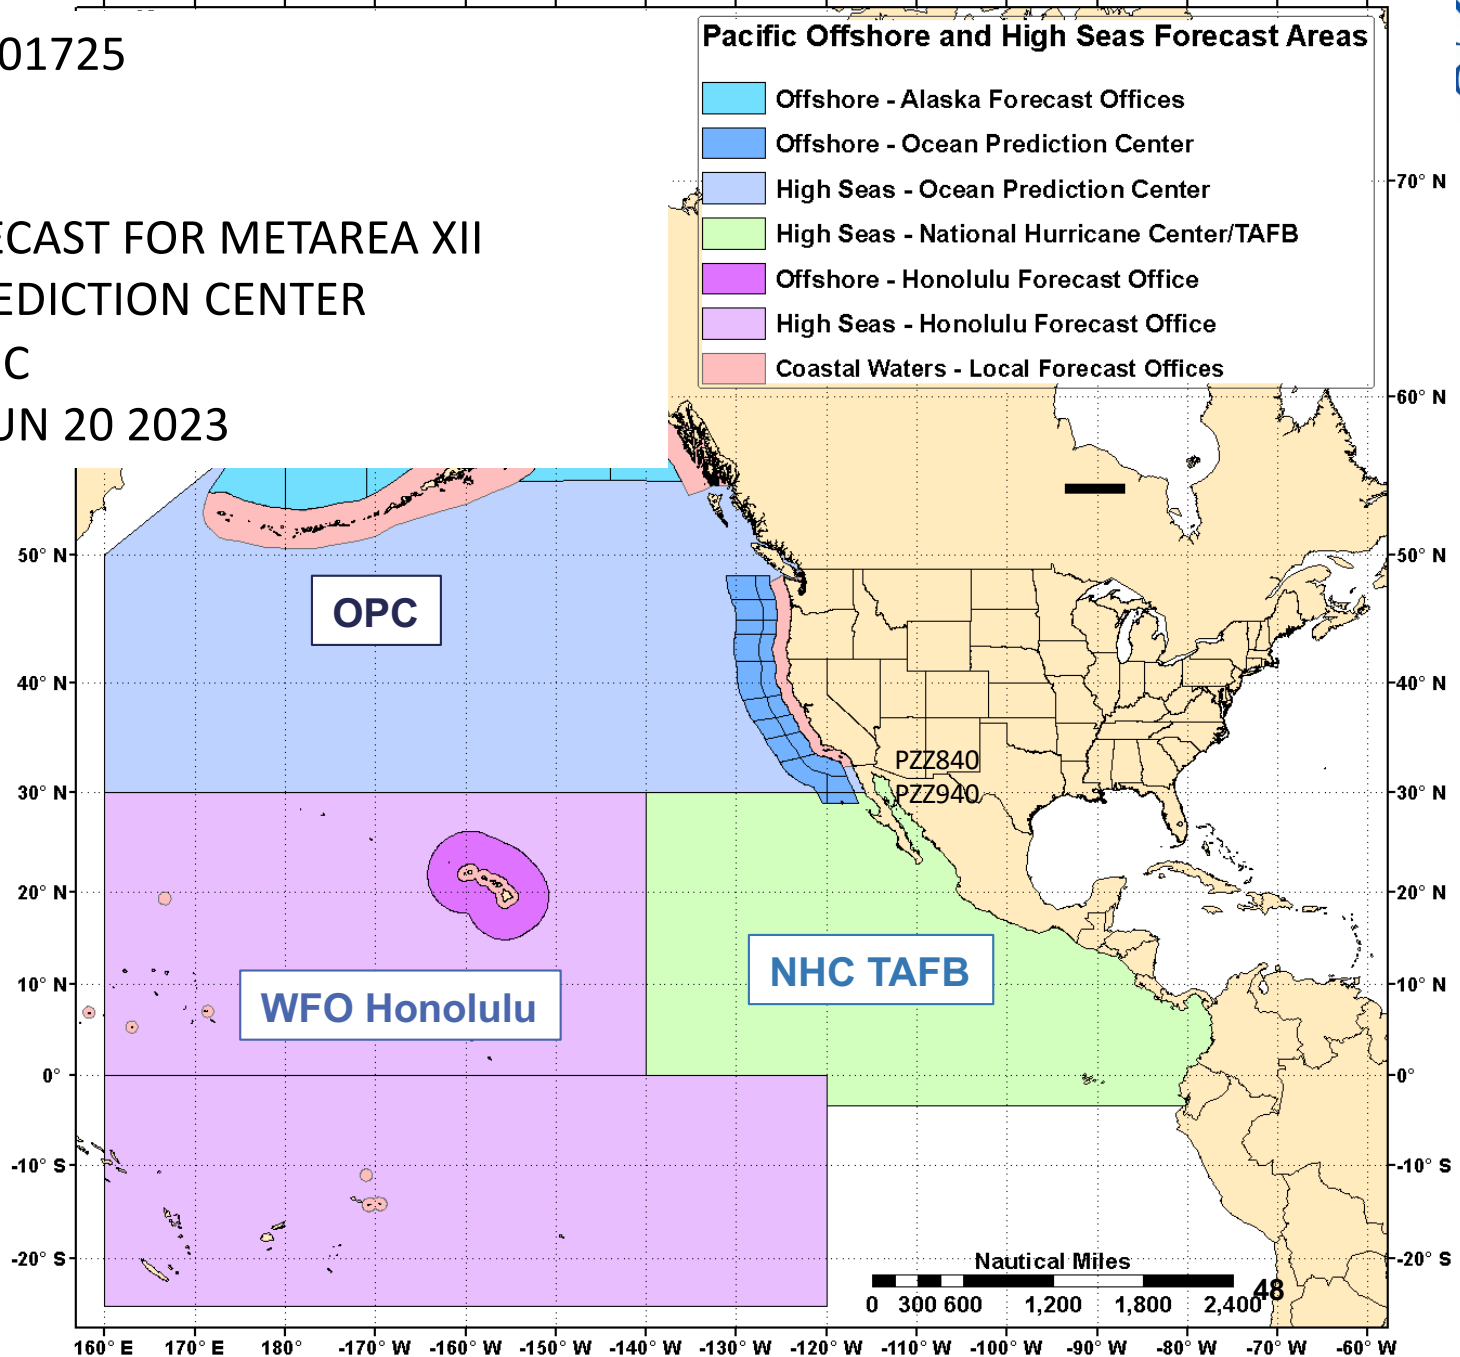 01725
ECAST FOR METAREA XII
EDICTION CENTER
C
UN 20 2023
Pacific Offshore and High Seas Forecast Areas
Offshore - Alaska Forecast Offices
Offshore - Ocean Prediction Center
High Seas - Ocean Prediction Center
High Seas - National Hurricane Center/TAFB
Offshore - Honolulu Forecast Office
High Seas - Honolulu Forecast Office
Coastal Waters - Local Forecast Offices
70° N
60° N
50° N
50° N
OPC
40° N
40° N
PZZ840
30° N
PZZ940
30° N
20° N
20° N
NHC TAFB
10° N
WFO Honolulu
10° N
0°
0°
-10° S
-10° S
-20° S
Nautical Miles
-20° S
0 300 600 1,200 1,800 2,400
48
160° E 170° E 180° -170° W -160° W -150° W -140° W -130° W -120° W -110° W -100° W -90° W -80° W -70° W -60° W